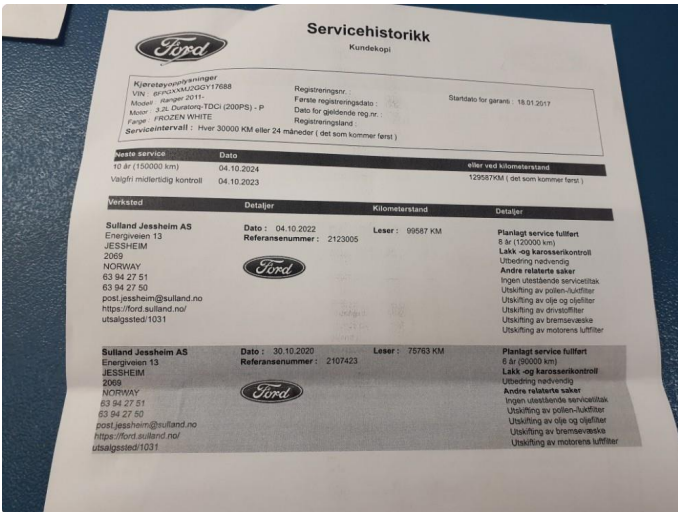 Servicehistorikk
Kundekopi
Ford
Kjøretøyopplysninger
VIN : 6FPGXXMJ2GGY17688
Modell : Ranger 2011-
Motor : 3.2L Duratorq-TDCi (200PS) - P
Farge : FROZEN WHITE
Registreringsnr. :
Første registreringsdato :
Dato for gjeldende reg.nr. :
Registreringsland :
Startdato for garanti : 18.01.2017
Serviceintervall : Hver 30000 KM eller 24 måneder ( det som kommer først )
Neste service Dato eller ved kilometerstand
10 år (150000 km) 04.10.2024 129587KM ( det som kommer først )
Valgfri midlertidig kontroll 04.10.2023
Verksted Detaljer Kilometerstand Detaljer
Sulland Jessheim AS
Energiveien 13
JESSHEIM
2069
NORWAY
63 94 27 51
63 94 27 50
post.jessheim@sulland.no
https://ford.sulland.no/
utsalgssted/1031
Dato : 04.10.2022
Referansenummer : 2123005
Ford
Leser : 99587 KM
Planlagt service fullført
8 år (120000 km)
Lakk -og karosserikontroll
Utbedring nødvendig
Andre relaterte saker
Ingen utestående servicetiltak
Utskifting av pollen-/luktfilter
Utskifting av olje og oljefilter
Utskifting av drivstoffilter
Utskifting av bremsevæske
Utskifting av motorens luftfilter
Sulland Jessheim AS
Energiveien 13
JESSHEIM
2069
NORWAY
63 94 27 51
63 94 27 50
post.jessheim@sulland.no
https://ford.sulland.no/
utsalgssted/1031
Dato : 30.10.2020
Referansenummer : 2107423
Ford
Leser : 75763 KM
Planlagt service fullført
6 år (90000 km)
Lakk -og karosserikontroll
Utbedring nødvendig
Andre relaterte saker
Ingen utestående servicetiltak
Utskifting av pollen-/luktfilter
Utskifting av olje og oljefilter
Utskifting av bremsevæske
Utskifting av motorens luftfilter